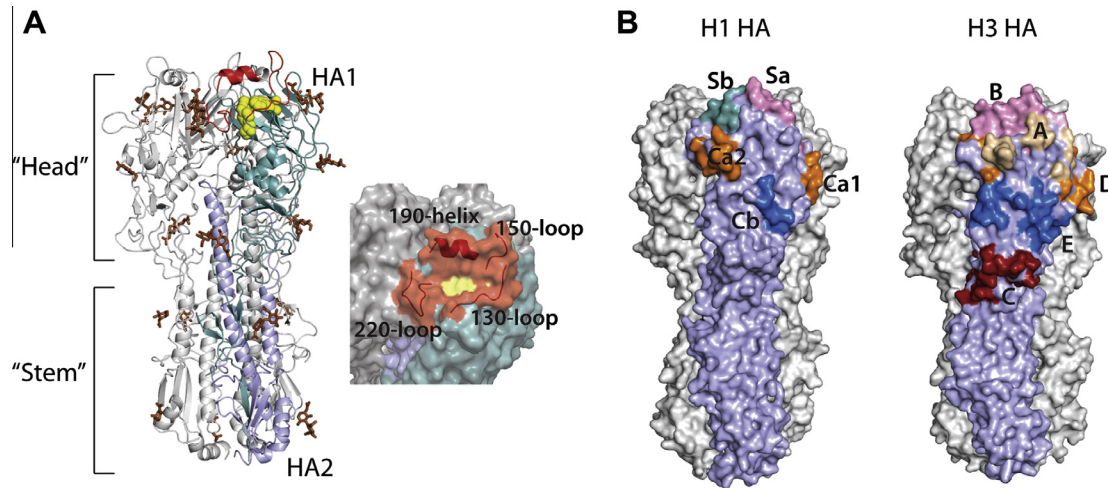 A
HA1
"Head"
190-helix
150-loop
220-loop
130-loop
"Stem"
HA2
B
H1 HA
Sb
Sa
Ca2
Ca1
Cb
H3 HA
B
A
D
E
C